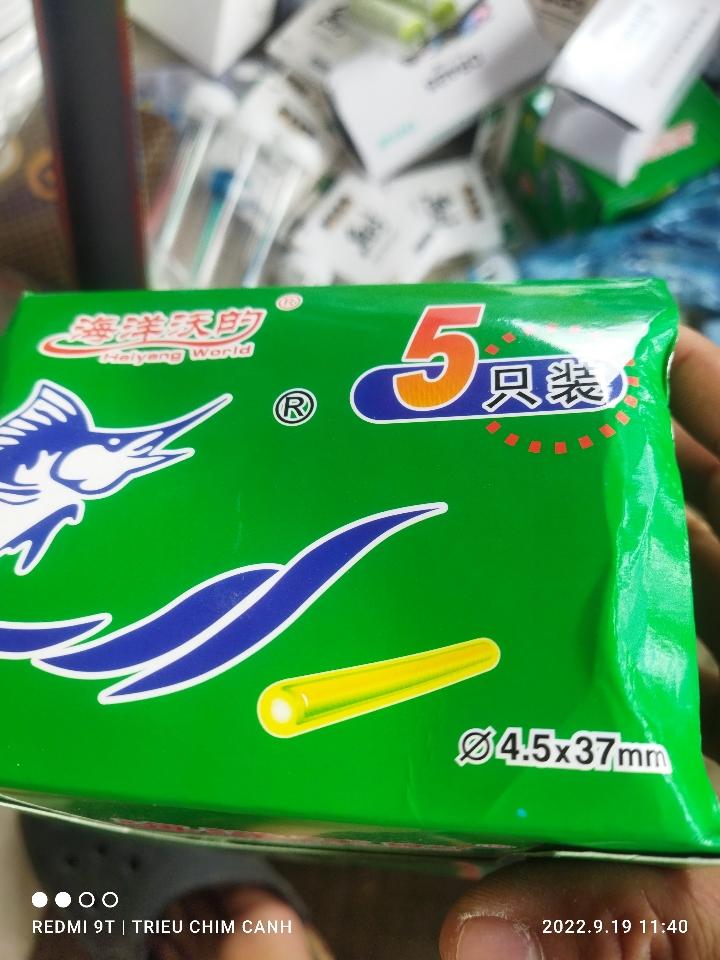 海洋沃的®
Haiyang World
®
5只装
Ø4.5x37mm
REDMI 9T | TRIEU CHIM CANH
2022.9.19 11:40